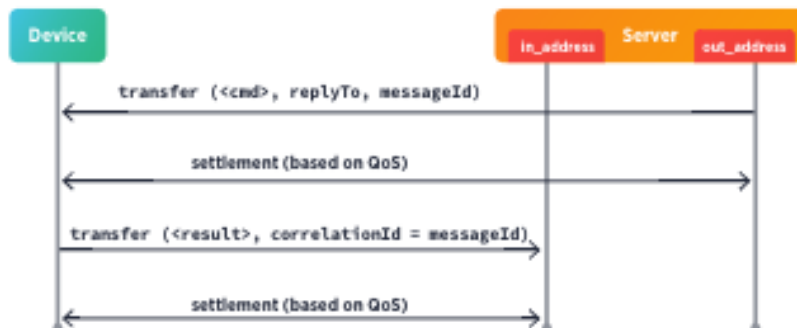 Device
Server
in_address
out_address
transfer (<cmd>, replyTo, messageId)
settlement (based on QoS)
transfer (<result>, correlationId = messageId)
settlement (based on QoS)